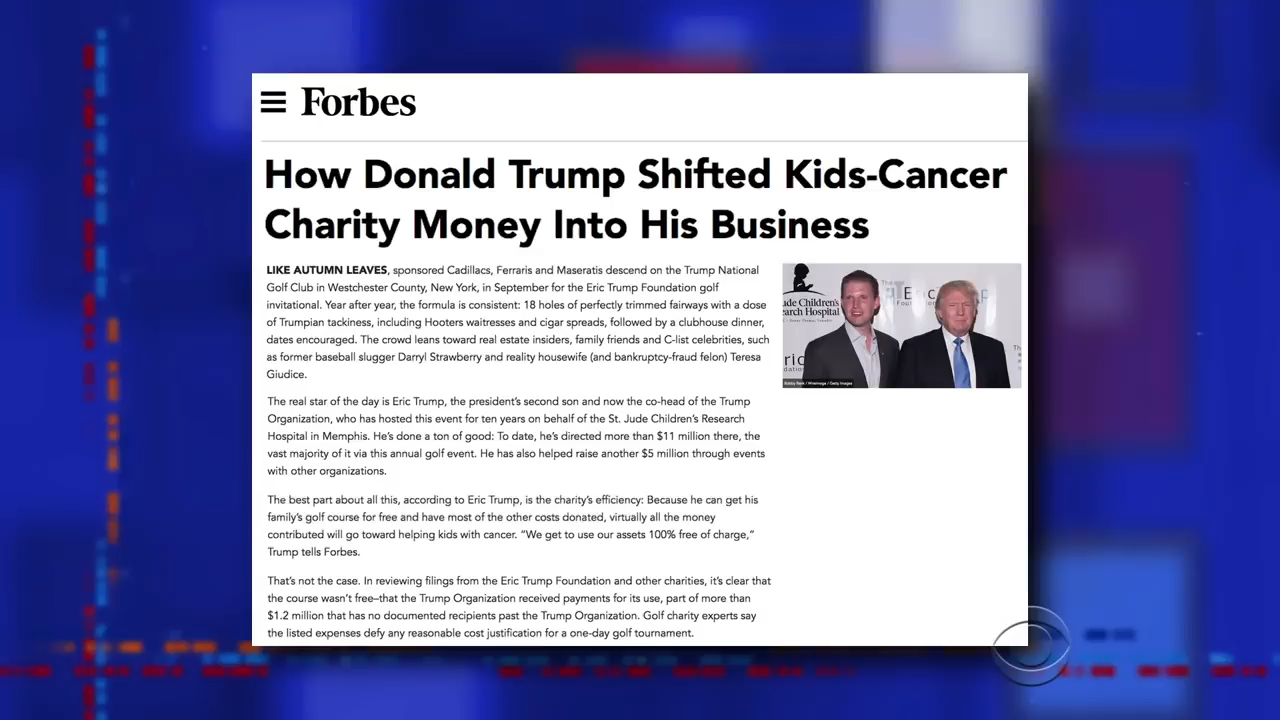 Forbes
How Donald Trump Shifted Kids-Cancer
Charity Money Into His Business
LIKE AUTUMN LEAVES, sponsored Cadillacs, Ferraris and Maseratis descend on the Trump National
Golf Club in Westchester County, New York, in September for the Eric Trump Foundation golf
invitational. Year after year, the formula is consistent: 18 holes of perfectly trimmed fairways with a dose
of Trumpian tackiness, including Hooters waitresses and cigar spreads, followed by a clubhouse dinner,
dates encouraged. The crowd leans toward real estate insiders, family friends and C-list celebrities, such
as former baseball slugger Darryl Strawberry and reality housewife (and bankruptcy-fraud felon) Teresa
Giudice.
The real star of the day is Eric Trump, the president's second son and now the co-head of the Trump
Organization, who has hosted this event for ten years on behalf of the St. Jude Children's Research
Hospital in Memphis. He's done a ton of good: To date, he's directed more than $11 million there, the
vast majority of it via this annual golf event. He has also helped raise another $5 million through events
with other organizations.
The best part about all this, according to Eric Trump, is the charity's efficiency: Because he can get his
family's golf course for free and have most of the other costs donated, virtually all the money
contributed will go toward helping kids with cancer. “We get to use our assets 100% free of charge,”
Trump tells Forbes.
That's not the case. In reviewing filings from the Eric Trump Foundation and other charities, it's clear that
the course wasn't free–that the Trump Organization received payments for its use, part of more than
$1.2 million that has no documented recipients past the Trump Organization. Golf charity experts say
the listed expenses defy any reasonable cost justification for a one-day golf tournament.
ude Children's
earch Hospital